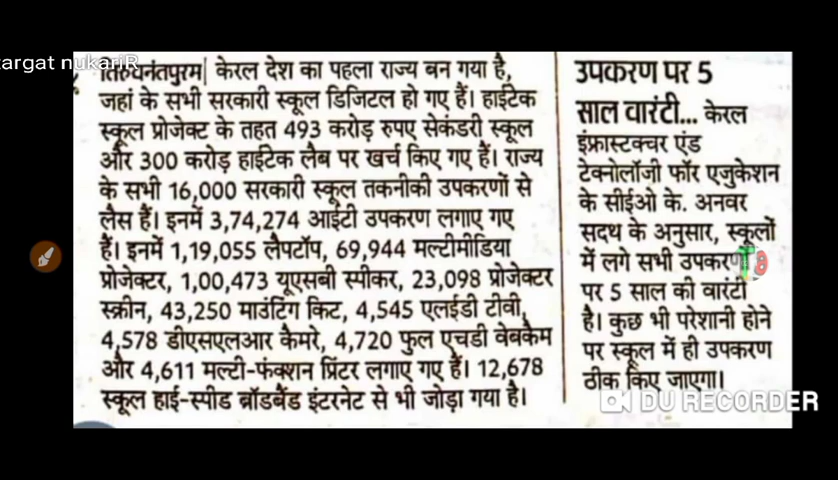 targat nukariR
तिरुवनंतपुरम| केरल देश का पहला राज्य बन गया है,
जहां के सभी सरकारी स्कूल डिजिटल हो गए हैं। हाईटेक
स्कूल प्रोजेक्ट के तहत 493 करोड़ रुपए सेकंडरी स्कूल
और 300 करोड़ हाईटेक लैब पर खर्च किए गए हैं। राज्य
के सभी 16,000 सरकारी स्कूल तकनीकी उपकरणों से
लैस हैं। इनमें 3,74,274 आईटी उपकरण लगाए गए
हैं। इनमें 1,19,055 लैपटॉप, 69,944 मल्टीमीडिया
प्रोजेक्टर, 1,00,473 यूएसबी स्पीकर, 23,098 प्रोजेक्टर
स्क्रीन, 43,250 माउंटिंग किट, 4,545 एलईडी टीवी,
4,578 डीएसएलआर कैमरे, 4,720 फुल एचडी वेबकैम
और 4,611 मल्टी-फंक्शन प्रिंटर लगाए गए हैं। 12,678
स्कूल हाई-स्पीड ब्रॉडबैंड इंटरनेट से भी जोड़ा गया है।
उपकरण पर 5
साल वारंटी... केरल
इंफ्रास्टक्चर एंड
टेक्नोलॉजी फॉर एजुकेशन
के सीईओ के. अनवर
सदथ के अनुसार, स्कूलों
में लगे सभी उपकरण
पर 5 साल की वारंटी
है। कुछ भी परेशानी होने
पर स्कूल में ही उपकरण
ठीक किए जाएगा।
Ta
DU RECORDER